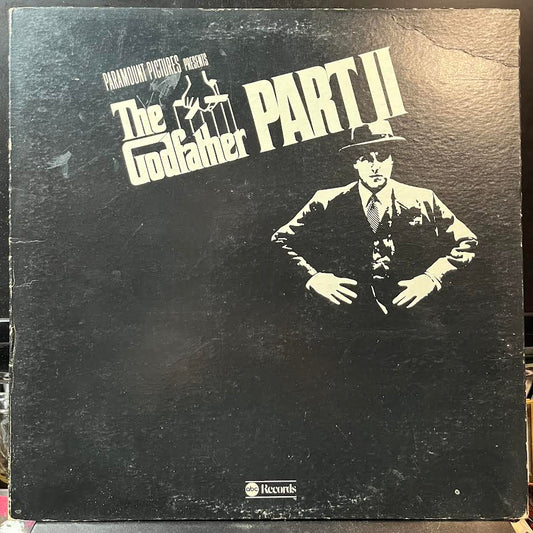 PARAMOUNT PICTURES PRESENTS
The Godfather PART II
abc Records